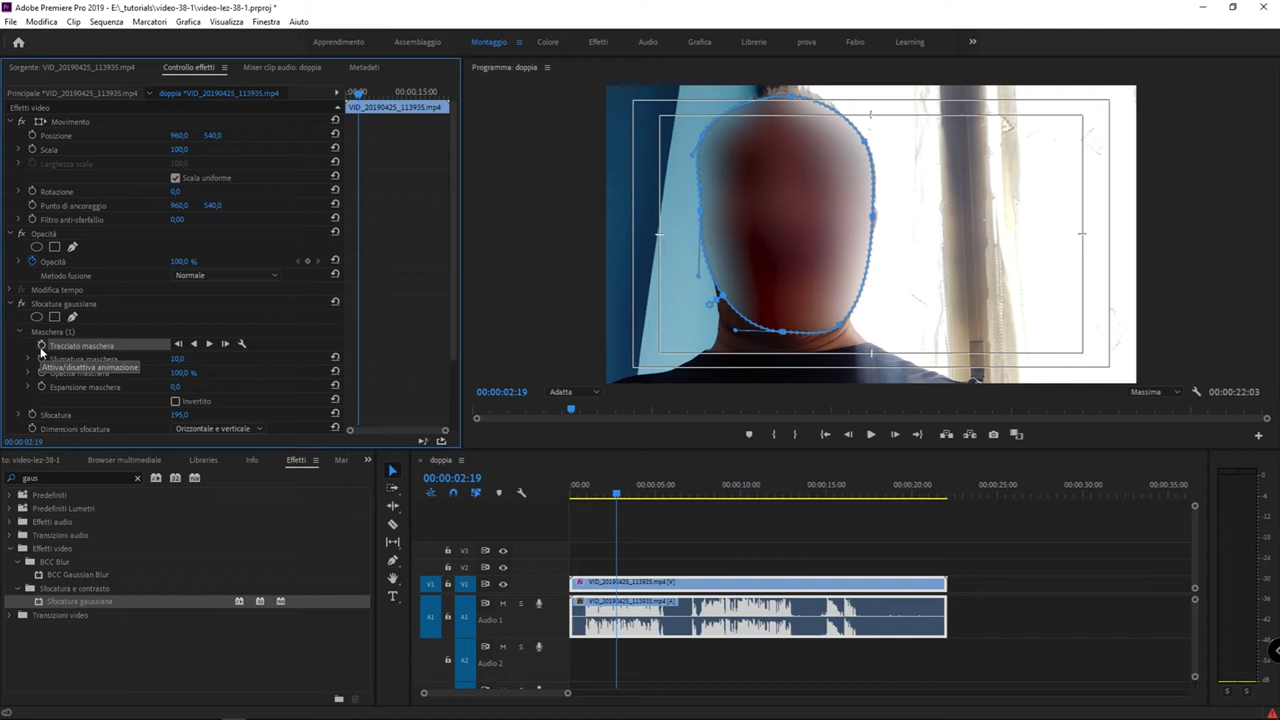 Adobe Premiere Pro 2019 - E:\_tutorials\video-38-1\video-lez-38-1.prproj *
File Modifica Clip Sequenza Marcatori Grafica Visualizza Finestra Aiuto
Apprendimento Assemblaggio Montaggio Colore Effetti Audio Grafica Librerie prova Fabio Learning
Sorgente: VID_20190425_113935.mp4 Controllo effetti Mixer clip audio: doppia Metadati
Programma: doppia
Principale *VID_20190425_113935.mp4 doppia *VID_20190425_113935.mp4 :00:00 00:00:15:00
Effetti video VID_20190425_113935.mp4
fx Movimento
Posizione 960,0 540,0
Scala 100,0
Larghezza scala 100,0
Scala uniforme
Rotazione 0,0
Punto di ancoraggio 960,0 540,0
Filtro anti-sfarfallio 0,00
fx Opacità
Opacità 100,0 %
Metodo fusione Normale
Modifica tempo
fx Sfocatura gaussiana
Maschera (1)
Tracciato maschera
Sfumatura maschera 10,0
Attiva/disattiva animazione
Opacità maschera 100,0 %
Espansione maschera 0,0
Invertito
Sfocatura 195,0
Dimensioni sfocatura Orizzontale e verticale
00:00:02:19
00:00:02:19 Adatta Massima 00:00:22:03
to: video-lez-38-1 Browser multimediale Libraries Info Effetti Mai
gaus
Predefiniti
Predefiniti Lumetri
Effetti audio
Transizioni audio
Effetti video
BCC Blur
BCC Gaussian Blur
Sfocatura e contrasto
Sfocatura gaussiana
Transizioni video
doppia
00:00:02:19
:00:00 00:00:05:00 00:00:10:00 00:00:15:00 00:00:20:00 00:00:25:00 00:00:30:00 00:00:35:00
V3
V2
V1 V1 VID_20190425_113935.mp4 [V]
A1 A1 M S VID_20190425_113935.mp4 [A]
Audio 1
A2 M S
Audio 2
S S